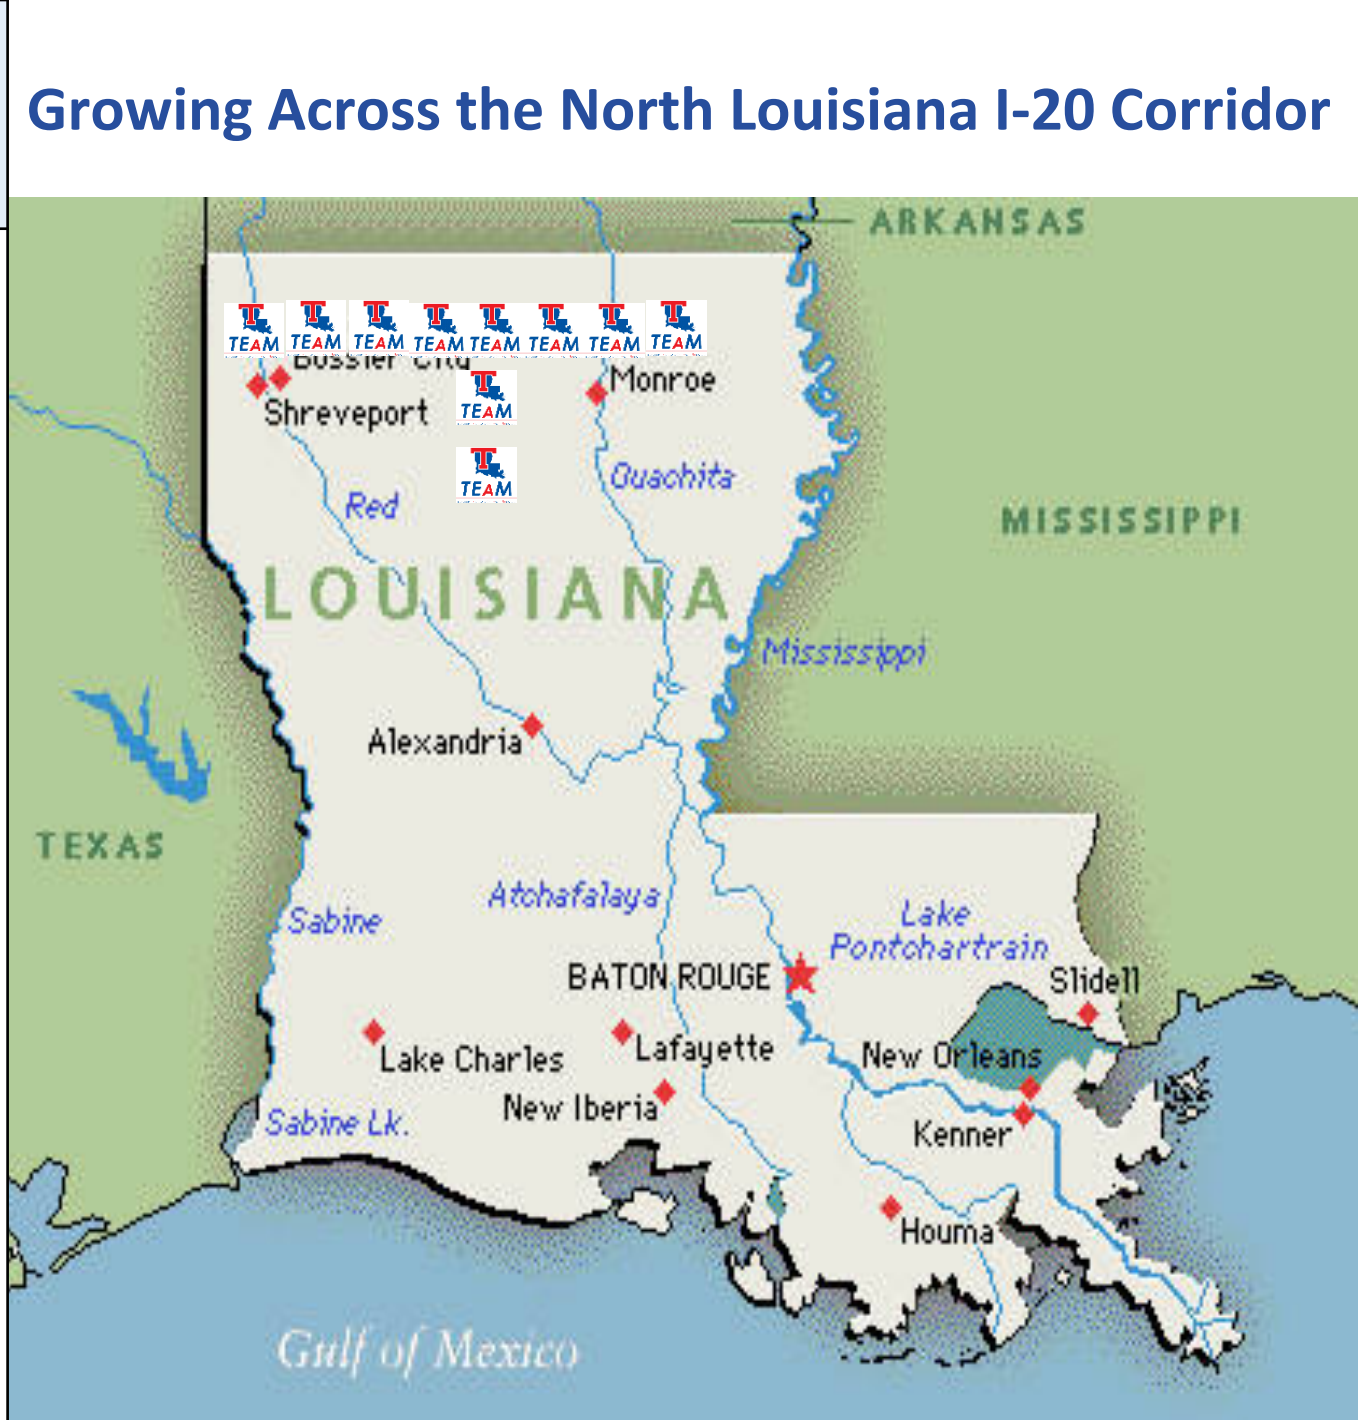 Growing Across the North Louisiana I-20 Corridor
ARKANSAS
T TEAM
T TEAM
T TEAM
T TEAM
T TEAM
T TEAM
T TEAM
T TEAM
Bossier City
Monroe
T TEAM
Shreveport
T TEAM
Ouachita
Red
MISSISSIPPI
LOUISIANA
Mississippi
Alexandria
TEXAS
Atchafalaya
Sabine
Lake
Pontchartrain
BATON ROUGE
Slidell
Lake Charles
Lafayette
New Orleans
New Iberia
Sabine Lk.
Kenner
Houma
Gulf of Mexico